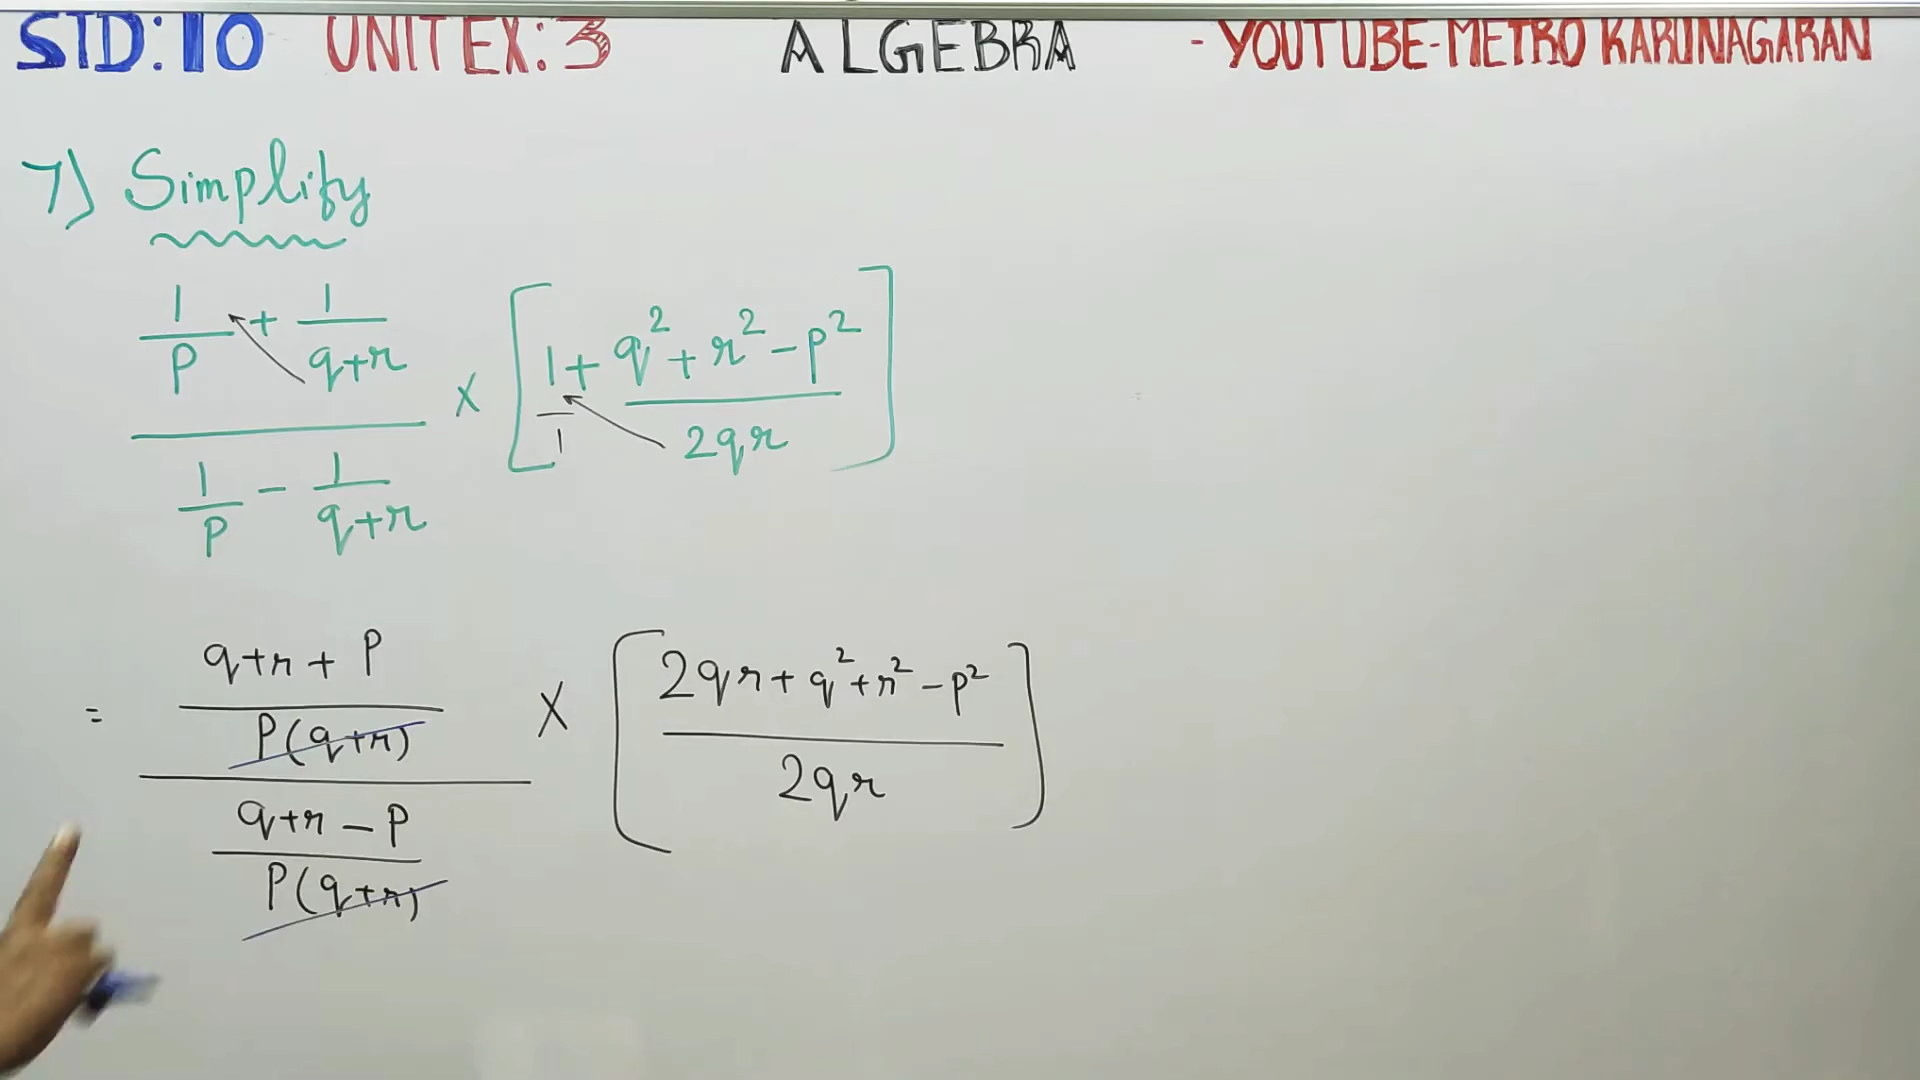 STD: 10 UNIT EX: 3 ALGEBRA - YOUTUBE-METRO KARUNAGARAN
7) Simplify
1/P + 1/(q+r)
1/P - 1/(q+r)
× [1/1 + (q²+r²-p²)/2qr]
= (q+r+P)/P(q+r)
(q+r-P)/P(q+r)
× [(2qr+q²+r²-p²)/2qr]